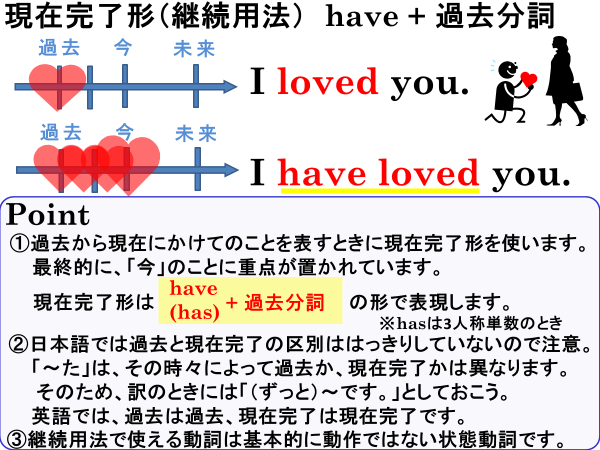 現在完了形（継続用法） have + 過去分詞
過去 今 未来
I loved you.
過去 今 未来
I have loved you.
Point
①過去から現在にかけてのことを表すときに現在完了形を使います。
最終的に、「今」のことに重点が置かれています。
現在完了形は have (has) + 過去分詞 の形で表現します。
※hasは3人称単数のとき
②日本語では過去と現在完了の区別ははっきりしていないので注意。
「～た」は、その時々によって過去か、現在完了かは異なります。
そのため、訳のときには「（ずっと）～です。」としておこう。
英語では、過去は過去、現在完了は現在完了です。
③継続用法で使える動詞は基本的に動作ではない状態動詞です。